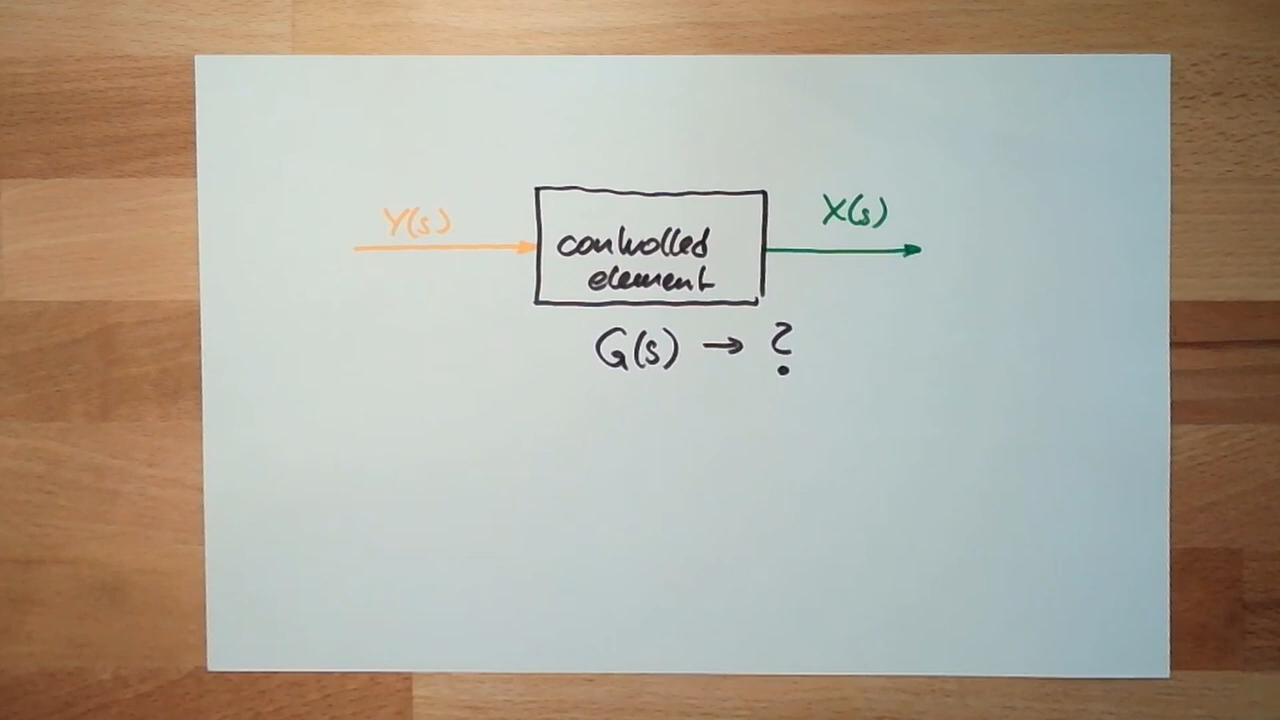 Y(s)
X(s)
controlled
element
G(s) → ?